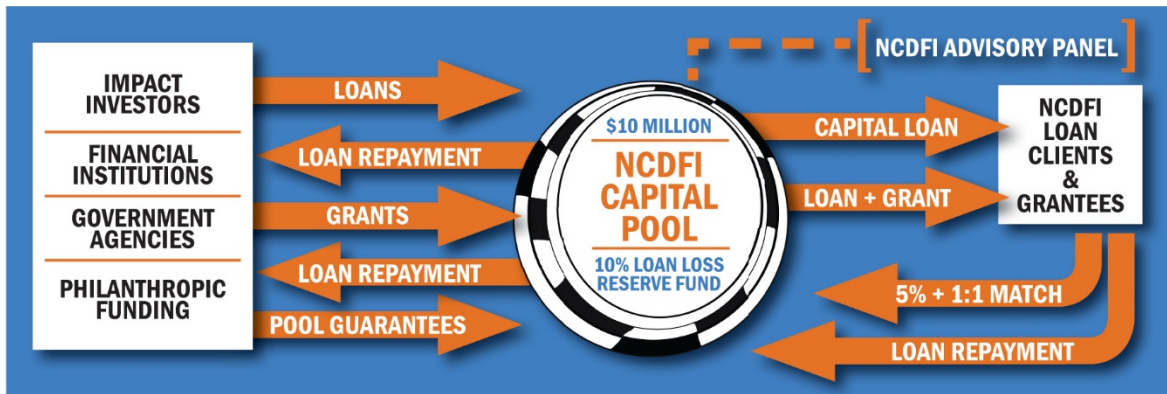 IMPACT
INVESTORS
FINANCIAL
INSTITUTIONS
GOVERNMENT
AGENCIES
PHILANTHROPIC
FUNDING
LOANS
LOAN REPAYMENT
GRANTS
LOAN REPAYMENT
POOL GUARANTEES
$10 MILLION
NCDFI
CAPITAL
POOL
10% LOAN LOSS
RESERVE FUND
[NCDFI ADVISORY PANEL]
CAPITAL LOAN
LOAN + GRANT
NCDFI
LOAN
CLIENTS
&
GRANTEES
5% + 1:1 MATCH
LOAN REPAYMENT